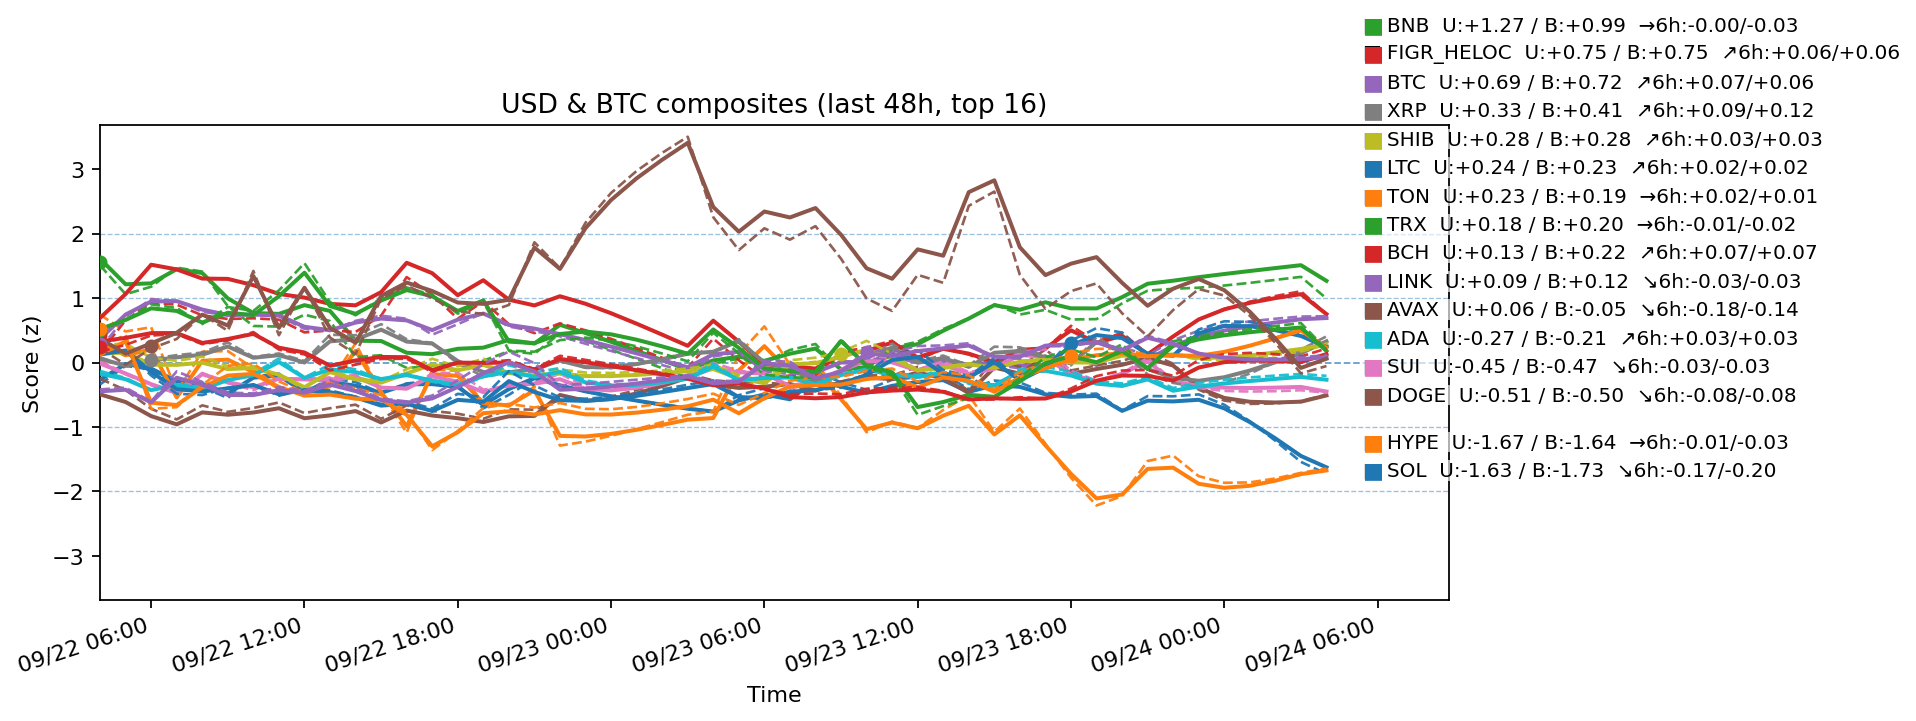 BNB  U:+1.27 / B:+0.99  →6h:-0.00/-0.03
FIGR_HELOC  U:+0.75 / B:+0.75  ↗6h:+0.06/+0.06
BTC  U:+0.69 / B:+0.72  ↗6h:+0.07/+0.06
XRP  U:+0.33 / B:+0.41  ↗6h:+0.09/+0.12
SHIB  U:+0.28 / B:+0.28  ↗6h:+0.03/+0.03
LTC  U:+0.24 / B:+0.23  ↗6h:+0.02/+0.02
TON  U:+0.23 / B:+0.19  →6h:+0.02/+0.01
TRX  U:+0.18 / B:+0.20  →6h:-0.01/-0.02
BCH  U:+0.13 / B:+0.22  ↗6h:+0.07/+0.07
LINK  U:+0.09 / B:+0.12  ↘6h:-0.03/-0.03
AVAX  U:+0.06 / B:-0.05  ↘6h:-0.18/-0.14
ADA  U:-0.27 / B:-0.21  ↗6h:+0.03/+0.03
SUI  U:-0.45 / B:-0.47  ↘6h:-0.03/-0.03
DOGE  U:-0.51 / B:-0.50  ↘6h:-0.08/-0.08
HYPE  U:-1.67 / B:-1.64  →6h:-0.01/-0.03
SOL  U:-1.63 / B:-1.73  ↘6h:-0.17/-0.20
USD & BTC composites (last 48h, top 16)
Score (z)
3
2
1
0
−1
−2
−3
09/22 06:00
09/22 12:00
09/22 18:00
09/23 00:00
09/23 06:00
09/23 12:00
09/23 18:00
09/24 00:00
09/24 06:00
Time